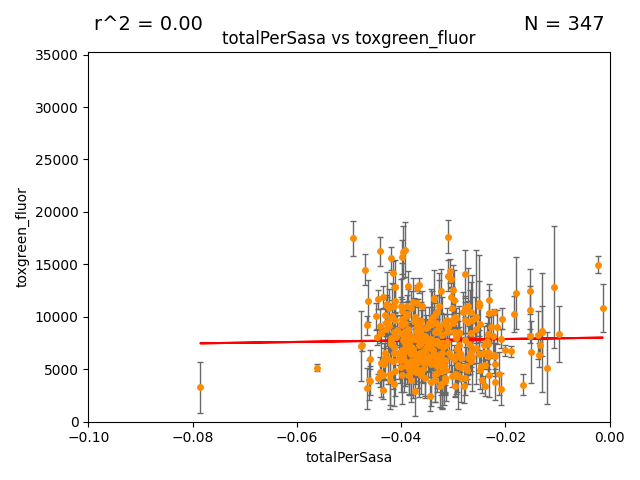 r^2 = 0.00
N = 347
totalPerSasa vs toxgreen_fluor
35000
30000
25000
20000
15000
10000
5000
0
toxgreen_fluor
−0.10
−0.08
−0.06
−0.04
−0.02
0.00
totalPerSasa